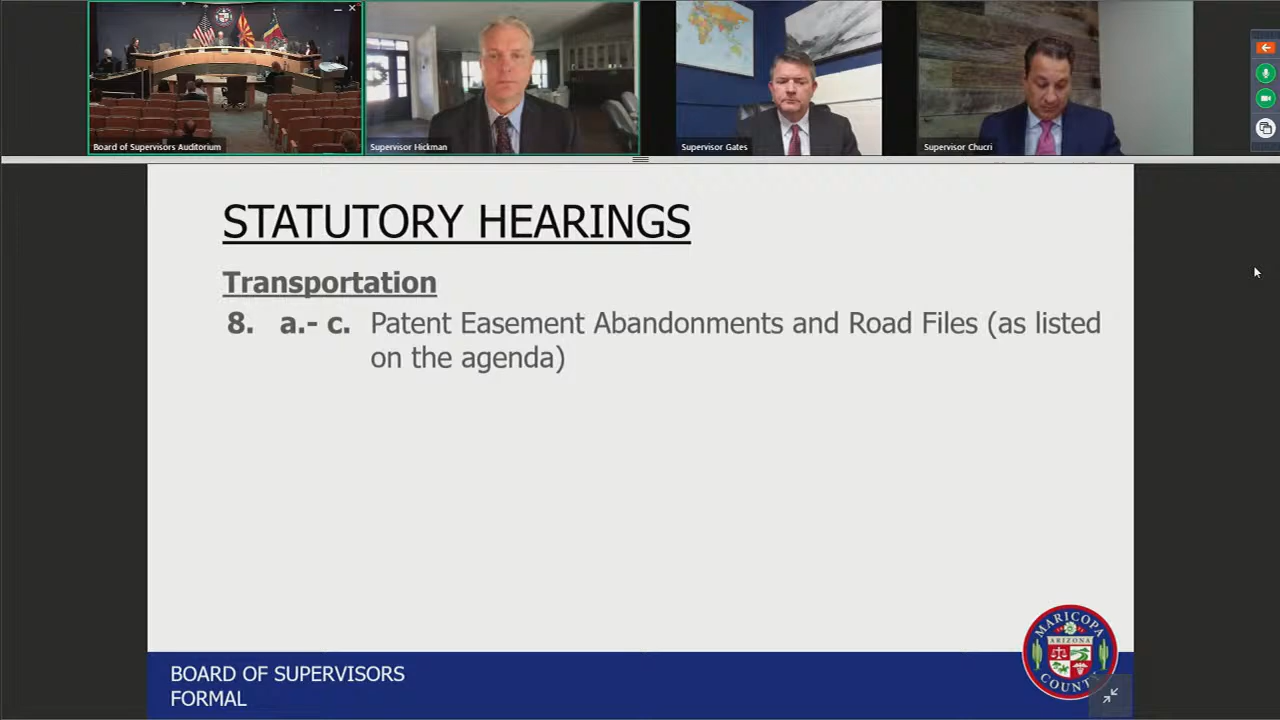 Board of Supervisors Auditorium
Supervisor Hickman
Supervisor Gates
Supervisor Chucri
STATUTORY HEARINGS
Transportation
8. a.- c. Patent Easement Abandonments and Road Files (as listed
on the agenda)
BOARD OF SUPERVISORS
FORMAL
MARICOPA
ARIZONA
COUNTY